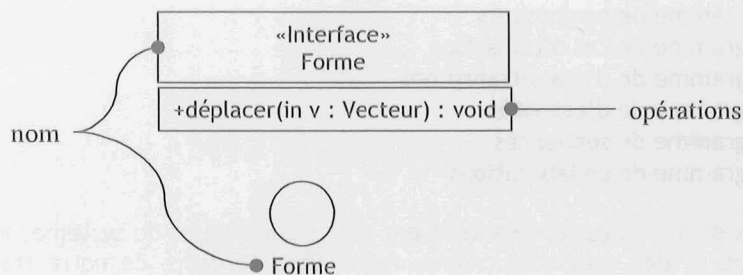 «Interface»
Forme
+déplacer(in v : Vecteur) : void
opérations
nom
Forme